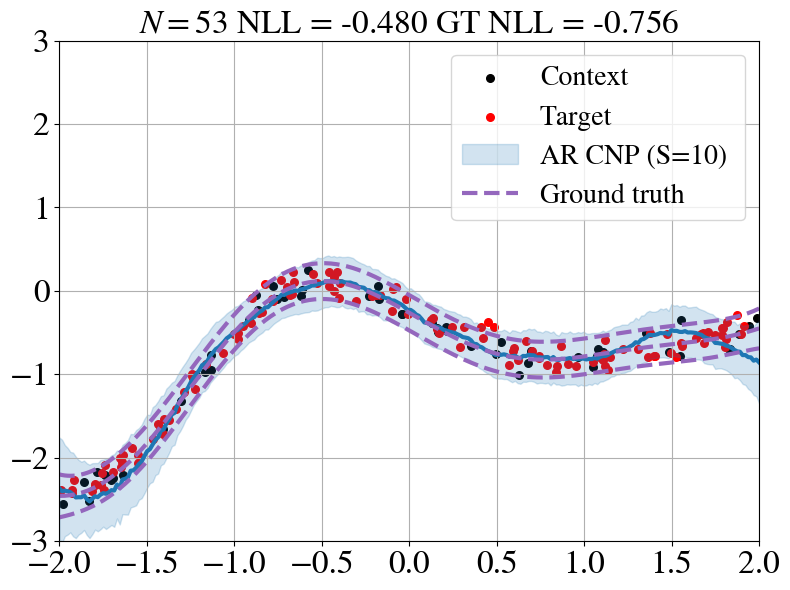 N = 53 NLL = -0.480 GT NLL = -0.756
3
2
1
0
−1
−2
−3
Context
Target
AR CNP (S=10)
Ground truth
−2.0 −1.5 −1.0 −0.5 0.0 0.5 1.0 1.5 2.0